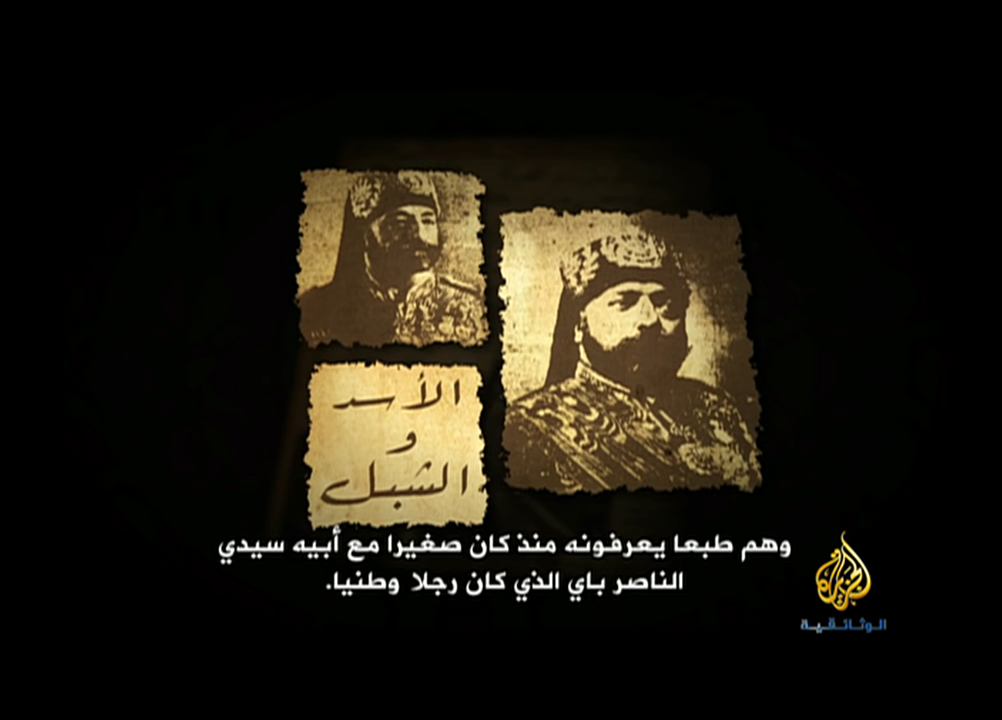 الأسد
و
الشبل
وهم طبعا يعرفونه منذ كان صغيرا مع أبيه سيدي
الناصر باي الذي كان رجلا وطنيا.
الجزيرة
الوثائقية